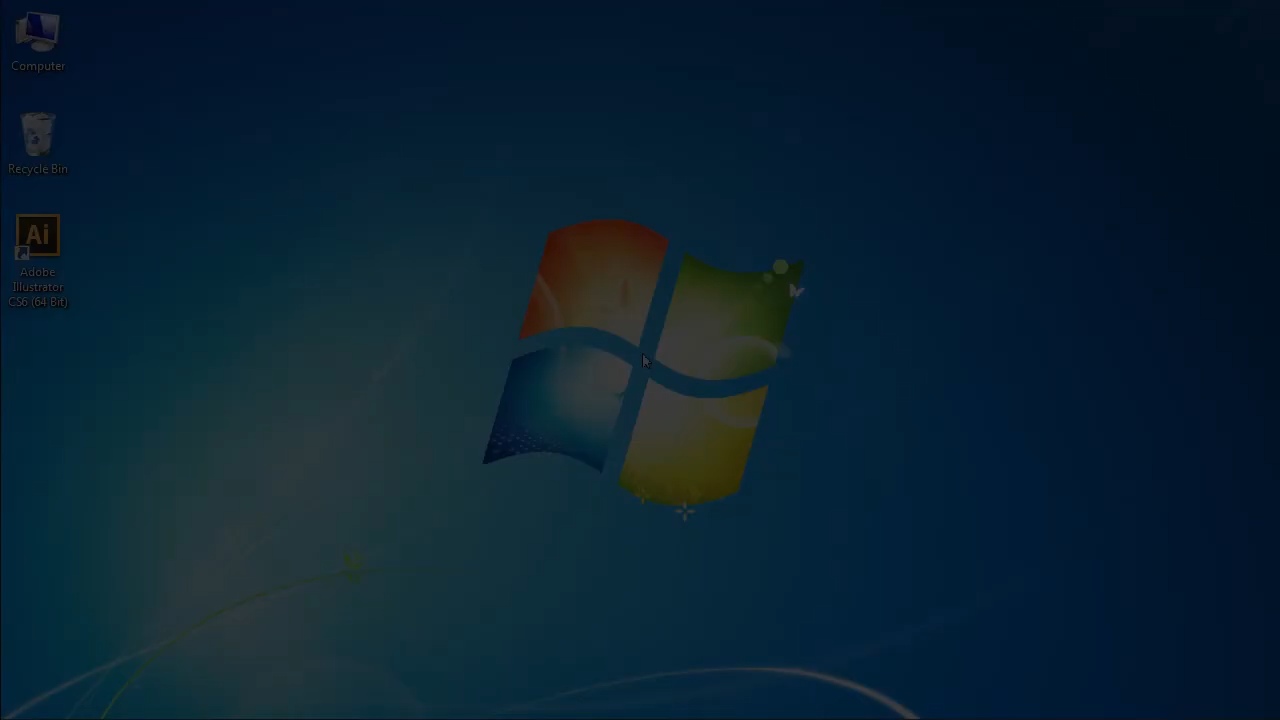 Computer
Recycle Bin
Ai
Adobe
Illustrator
CS6 (64 Bit)